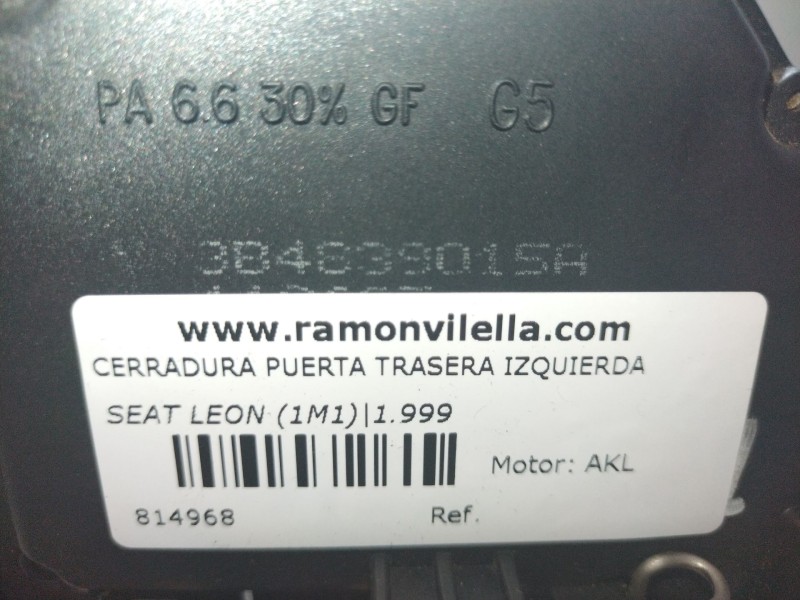 PA 6.6 30% GF G5
3B4839015A
www.ramonvilella.com
CERRADURA PUERTA TRASERA IZQUIERDA
SEAT LEON (1M1)|1.999
Motor: AKL
814968 Ref.